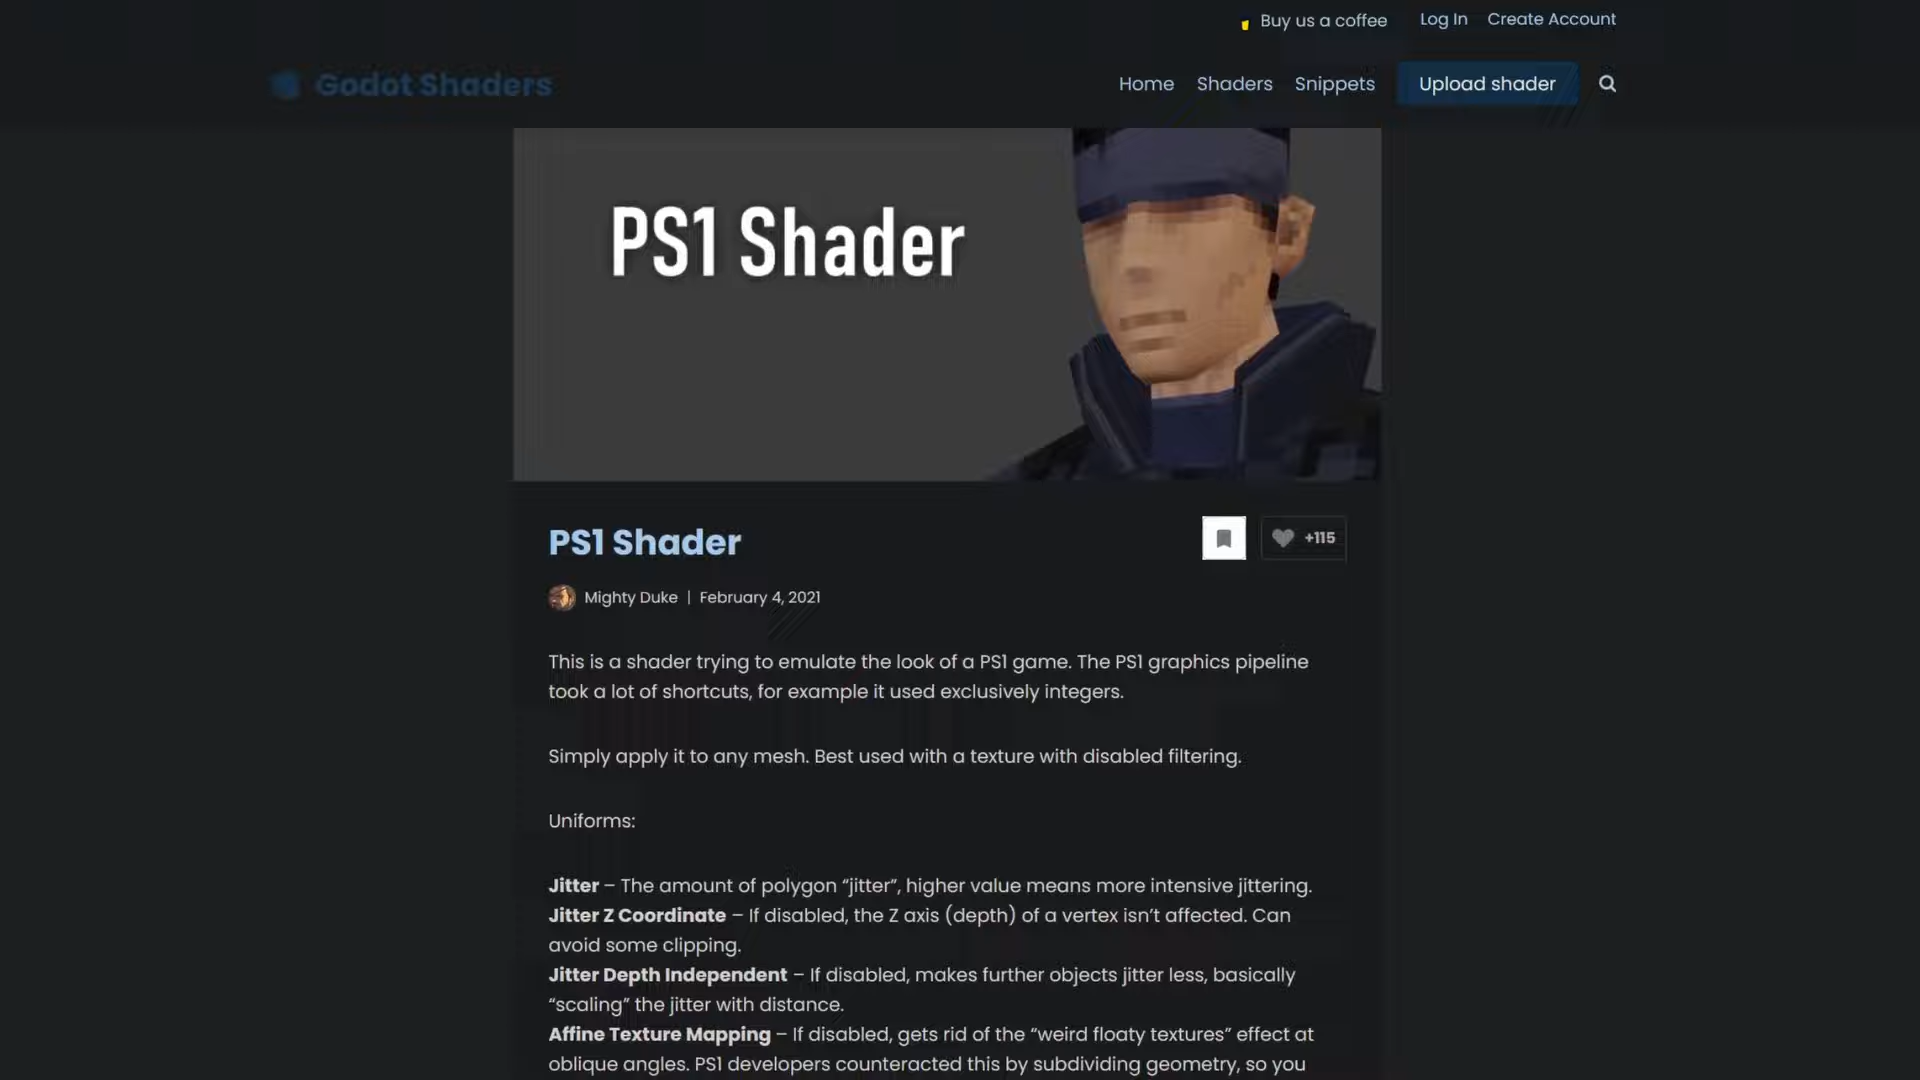 Buy us a coffee Log In Create Account
Godot Shaders Home Shaders Snippets Upload shader
PS1 Shader
PS1 Shader +115
Mighty Duke | February 4, 2021
This is a shader trying to emulate the look of a PS1 game. The PS1 graphics pipeline
took a lot of shortcuts, for example it used exclusively integers.
Simply apply it to any mesh. Best used with a texture with disabled filtering.
Uniforms:
Jitter – The amount of polygon “jitter”, higher value means more intensive jittering.
Jitter Z Coordinate – If disabled, the Z axis (depth) of a vertex isn’t affected. Can
avoid some clipping.
Jitter Depth Independent – If disabled, makes further objects jitter less, basically
“scaling” the jitter with distance.
Affine Texture Mapping – If disabled, gets rid of the “weird floaty textures” effect at
oblique angles. PS1 developers counteracted this by subdividing geometry, so you